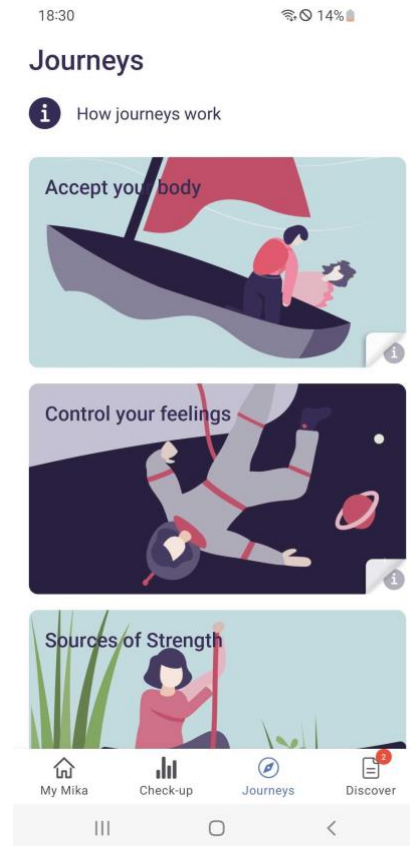 18:30
14%
Journeys
How journeys work
Accept your body
Control your feelings
Sources of Strength
2
My Mika
Check-up
Journeys
Discover